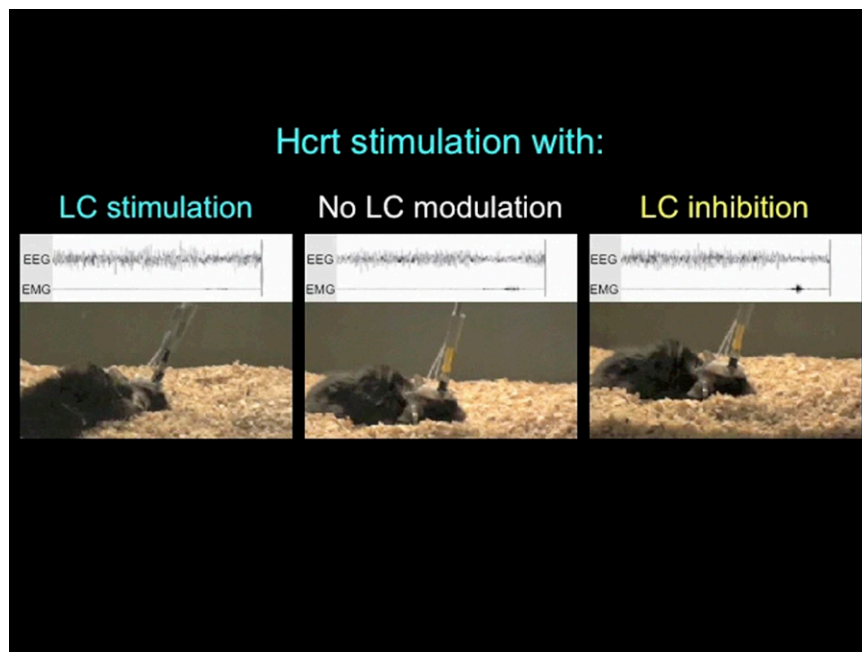 Hcrt stimulation with:
LC stimulation No LC modulation LC inhibition
EEG EEG EEG
EMG EMG EMG